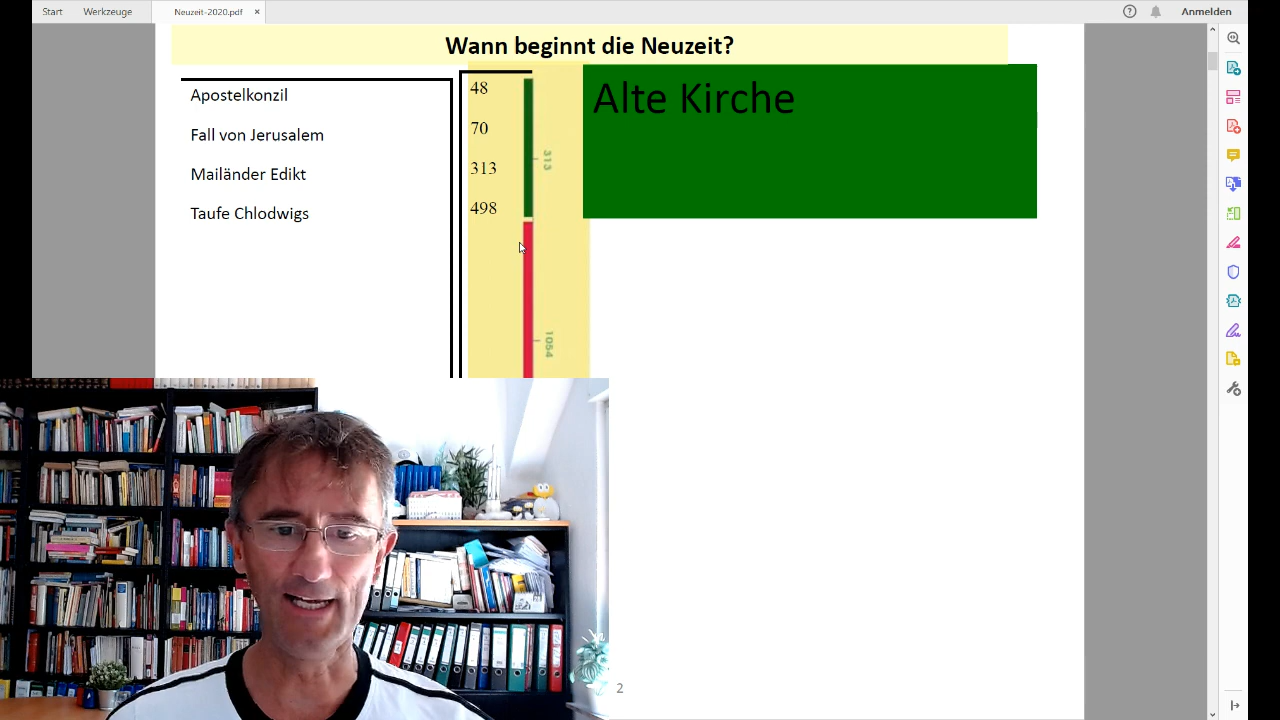 Start
Werkzeuge
Neuzeit-2020.pdf
Anmelden
Wann beginnt die Neuzeit?
Apostelkonzil
48
Fall von Jerusalem
70
Mailänder Edikt
313
Taufe Chlodwigs
498
313
1054
Alte Kirche
2